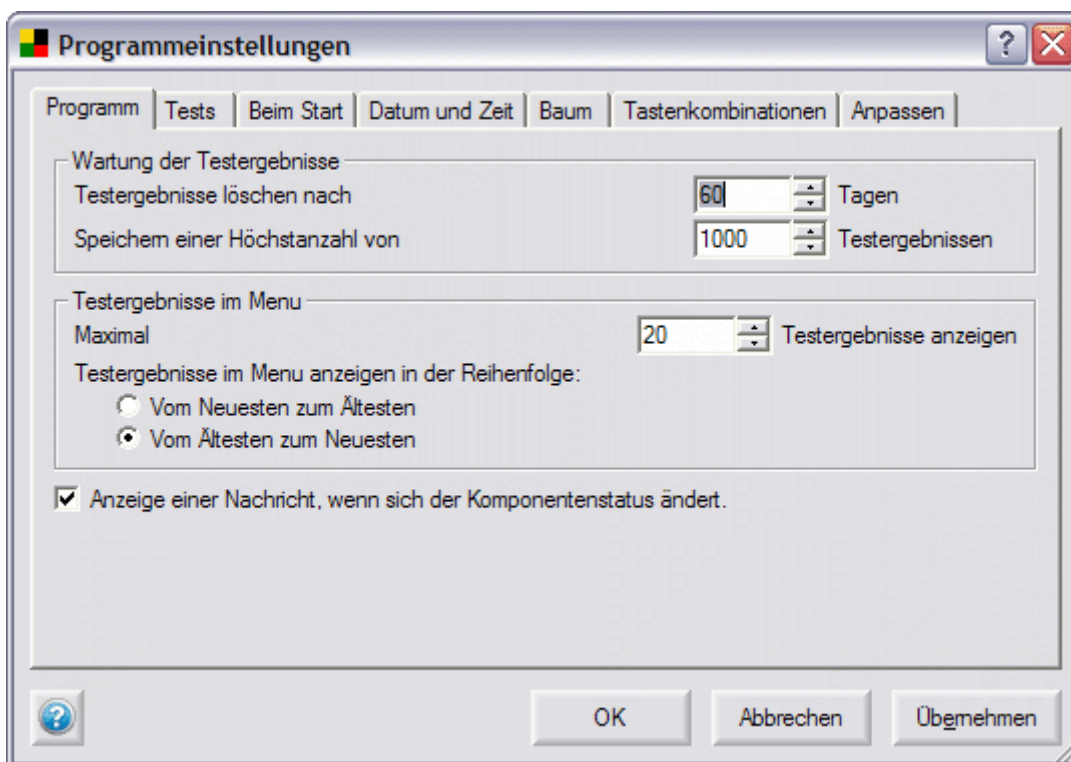 Programmeinstellungen
Programm Tests Beim Start Datum und Zeit Baum Tastenkombinationen Anpassen
Wartung der Testergebnisse
Testergebnisse löschen nach 60 Tagen
Speichern einer Höchstanzahl von 1000 Testergebnissen
Testergebnisse im Menu
Maximal 20 Testergebnisse anzeigen
Testergebnisse im Menu anzeigen in der Reihenfolge:
Vom Neuesten zum Ältesten
Vom Ältesten zum Neuesten
Anzeige einer Nachricht, wenn sich der Komponentenstatus ändert.
OK Abbrechen Übernehmen